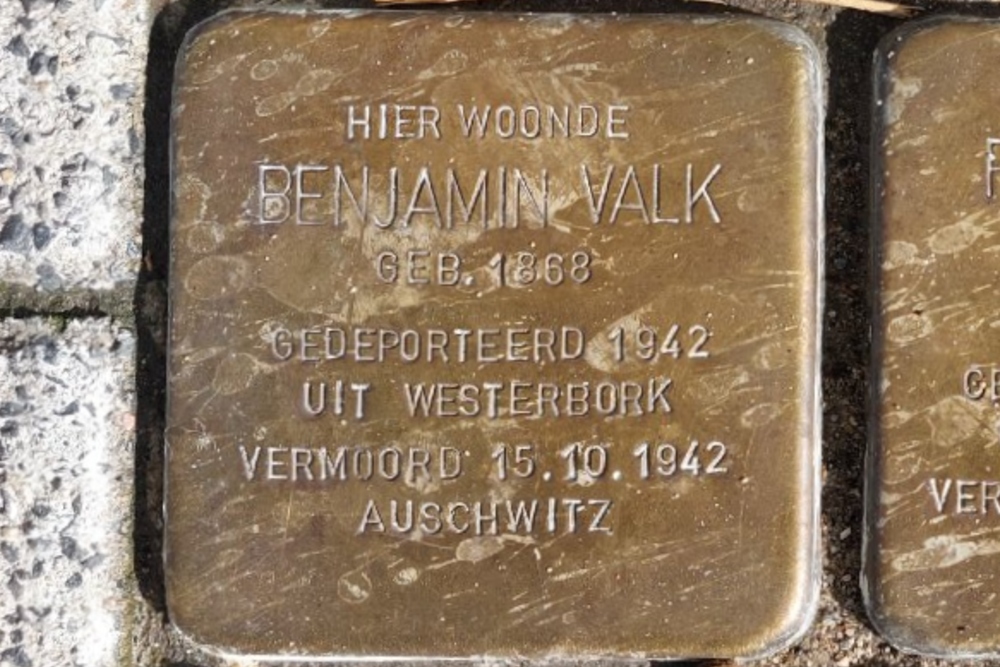 HIER WOONDE
BENJAMIN VALK
GEB. 1868
GEDEPORTEERD 1942
UIT WESTERBORK
VERMOORD 15.10.1942
AUSCHWITZ